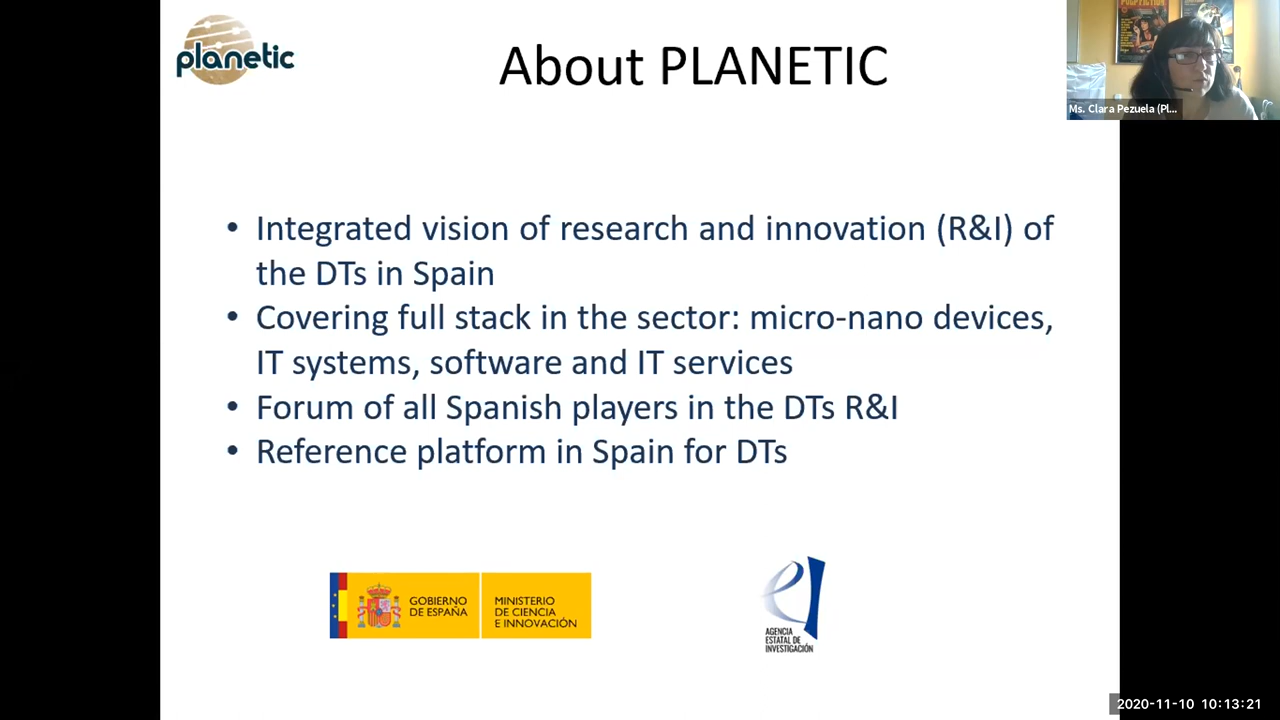 planetic
About PLANETIC
PULP FICTION
Ms. Clara Pezuela (Pl...
• Integrated vision of research and innovation (R&I) of
the DTs in Spain
• Covering full stack in the sector: micro-nano devices,
IT systems, software and IT services
• Forum of all Spanish players in the DTs R&I
• Reference platform in Spain for DTs
GOBIERNO
DE ESPAÑA
MINISTERIO
DE CIENCIA
E INNOVACIÓN
AGENCIA
ESTATAL DE
INVESTIGACIÓN
2020-11-10 10:13:21